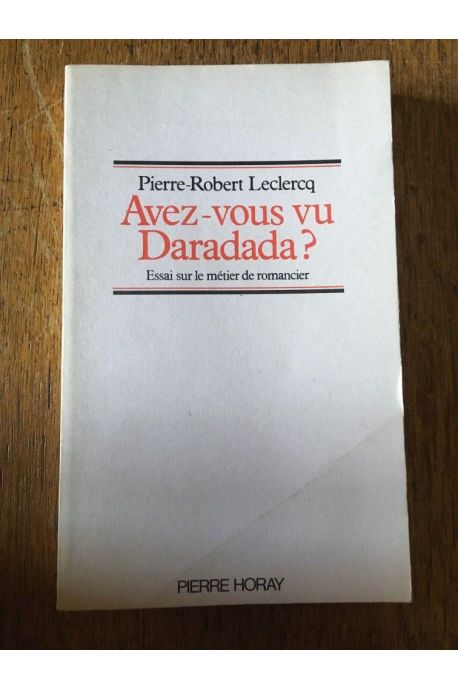 Pierre-Robert Leclercq
Avez-vous vu
Daradada?
Essai sur le métier de romancier
PIERRE HORAY